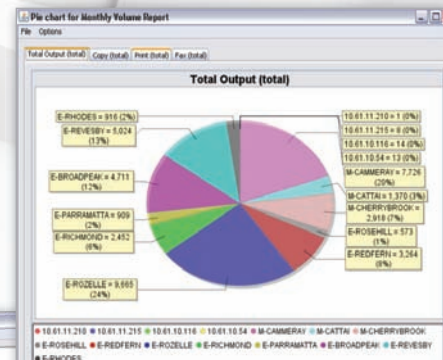 Pie chart for Monthly Volume Report
File Options
Total Output (total) Copy (total) Print (total) Fax (total)
Total Output (total)
E-RHODES = 916 (2%)
E-REVESBY = 5,024
(13%)
E-BROADPEAK = 4,711
(12%)
E-PARRAMATTA = 909
(2%)
E-RICHMOND = 2,452
(6%)
E-ROZELLE = 9,665
(24%)
10.61.11.210 = 1 (0%)
10.61.11.215 = 8 (0%)
10.61.10.116 = 14 (0%)
10.61.10.54 = 13 (0%)
M-CAMMERAY = 7,726
(20%)
M-CATTAI = 1,370 (3%)
M-CHERRYBROOK =
2,918 (7%)
E-ROSEHILL = 573
(1%)
E-REDFERN = 3,264
(8%)
10.61.11.210 10.61.11.215 10.61.10.116 10.61.10.54 M-CAMMERAY M-CATTAI M-CHERRYBROOK
E-ROSEHILL E-REDFERN E-ROZELLE E-RICHMOND E-PARRAMATTA E-BROADPEAK E-REVESBY
E-RHODES